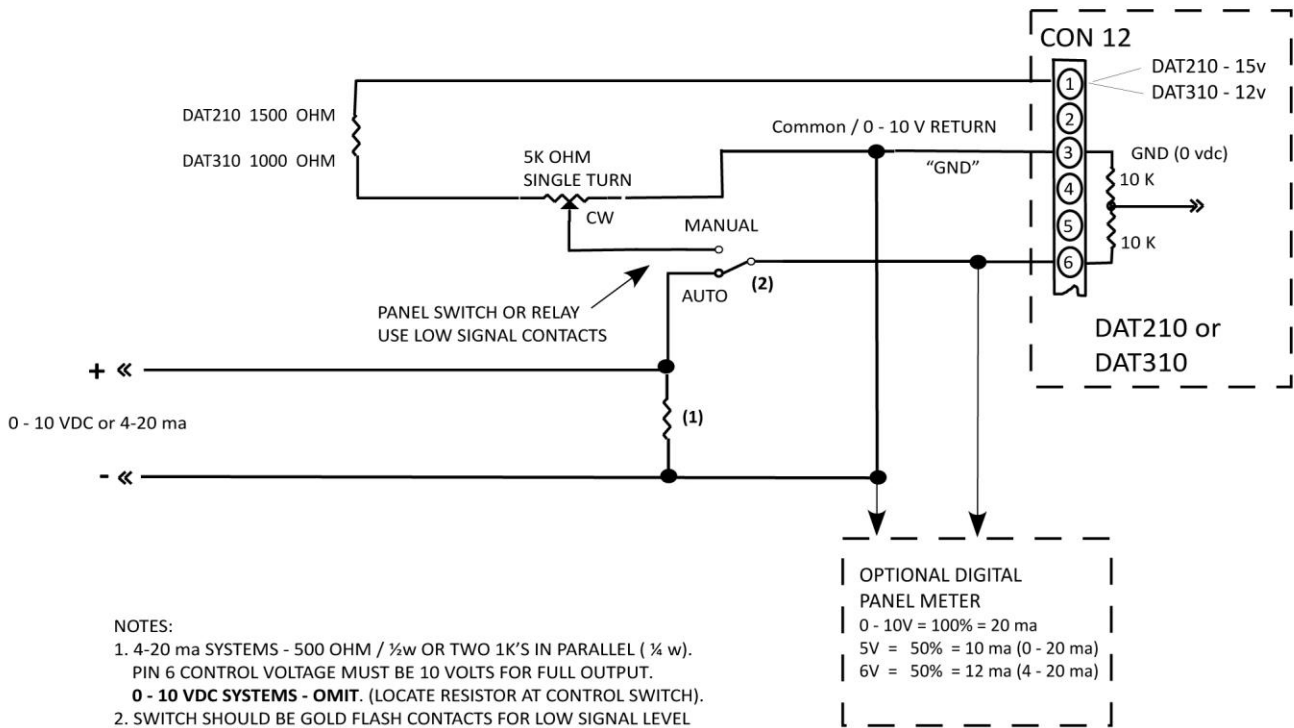 CON 12
DAT210 - 15v
DAT310 - 12v
1
2
3
4
5
6
DAT210 1500 OHM
DAT310 1000 OHM
Common / 0 - 10 V RETURN
"GND"
GND (0 vdc)
10 K
10 K
5K OHM
SINGLE TURN
CW
MANUAL
(2)
AUTO
PANEL SWITCH OR RELAY
USE LOW SIGNAL CONTACTS
DAT210 or
DAT310
+
(1)
0 - 10 VDC or 4-20 ma
-
OPTIONAL DIGITAL
PANEL METER
0 - 10V = 100% = 20 ma
5V = 50% = 10 ma (0 - 20 ma)
6V = 50% = 12 ma (4 - 20 ma)
NOTES:
1. 4-20 ma SYSTEMS - 500 OHM / ½w OR TWO 1K'S IN PARALLEL ( ¼ w).
PIN 6 CONTROL VOLTAGE MUST BE 10 VOLTS FOR FULL OUTPUT.
0 - 10 VDC SYSTEMS - OMIT. (LOCATE RESISTOR AT CONTROL SWITCH).
2. SWITCH SHOULD BE GOLD FLASH CONTACTS FOR LOW SIGNAL LEVEL